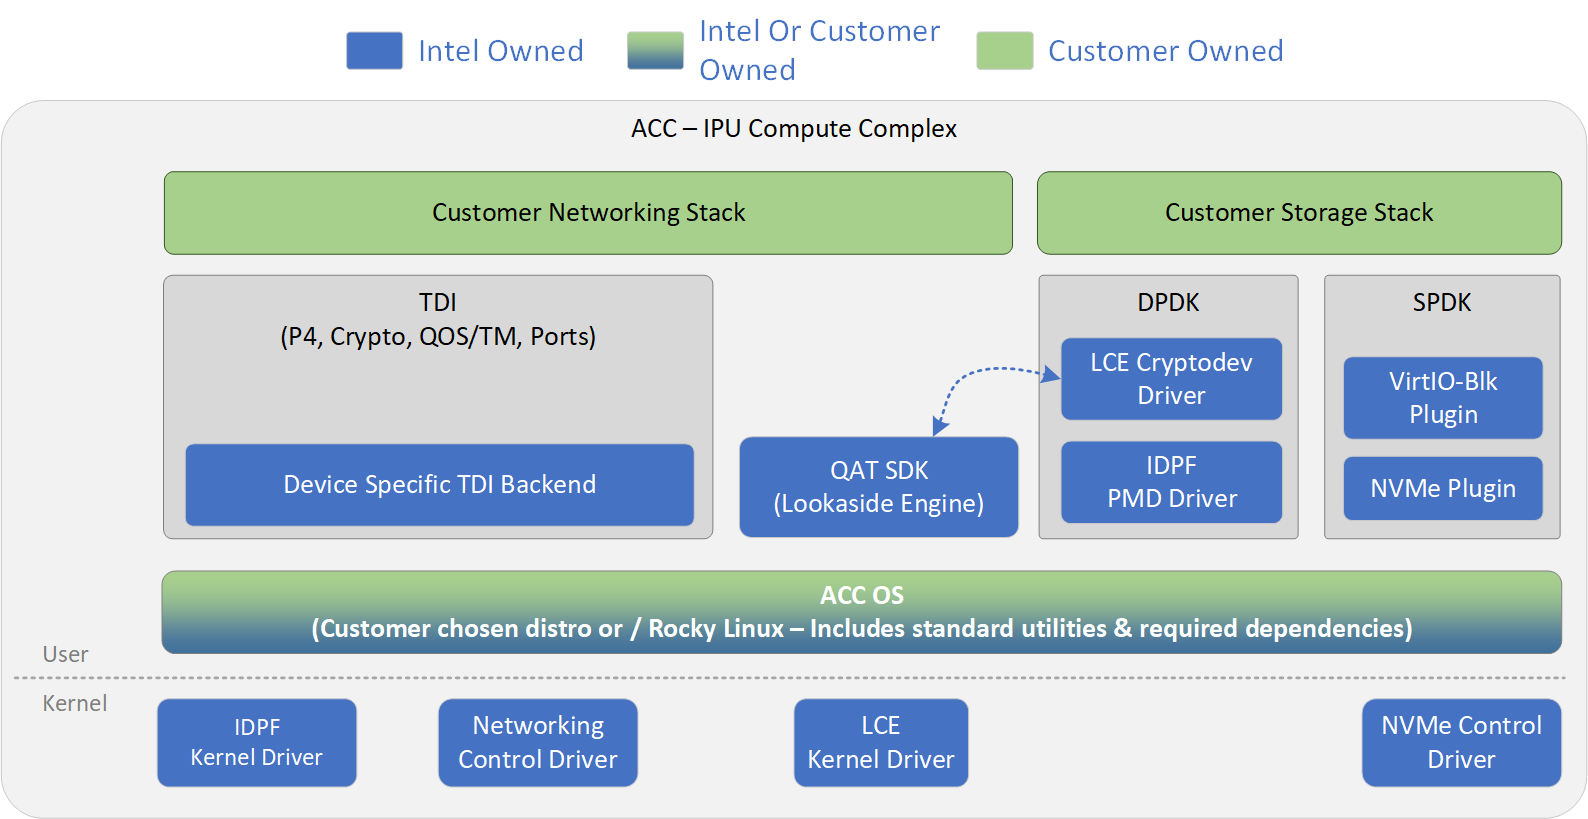 Intel Owned
Intel Or Customer
Owned
Customer Owned
ACC – IPU Compute Complex
Customer Networking Stack
Customer Storage Stack
TDI
(P4, Crypto, QOS/TM, Ports)
Device Specific TDI Backend
QAT SDK
(Lookaside Engine)
DPDK
LCE Cryptodev
Driver
IDPF
PMD Driver
SPDK
VirtIO-Blk
Plugin
NVMe Plugin
ACC OS
(Customer chosen distro or / Rocky Linux – Includes standard utilities & required dependencies)
User
Kernel
IDPF
Kernel Driver
Networking
Control Driver
LCE
Kernel Driver
NVMe Control
Driver